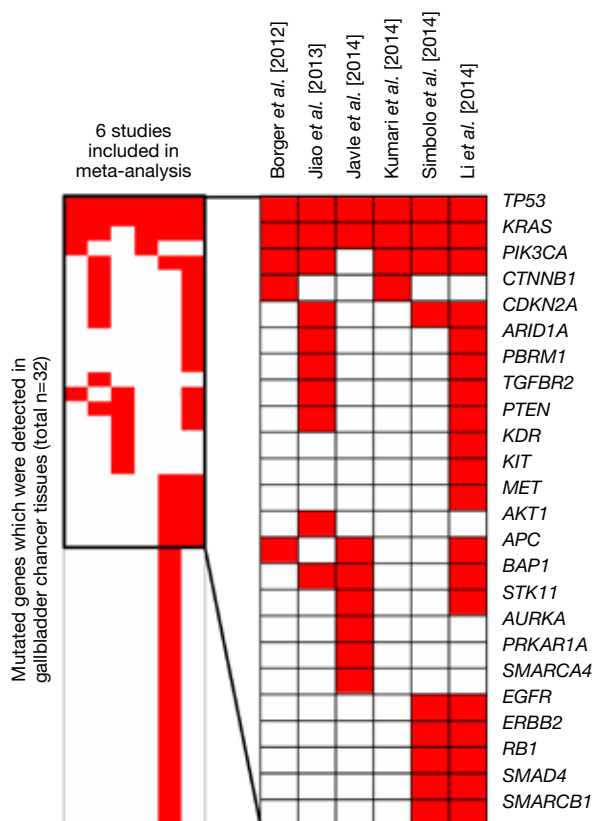 6 studies
included in
meta-analysis
Borger et al. [2012]
Jiao et al. [2013]
Javle et al. [2014]
Kumari et al. [2014]
Simbolo et al. [2014]
Li et al. [2014]
Mutated genes which were detected in
gallbladder chancer tissues (total n=32)
TP53
KRAS
PIK3CA
CTNNB1
CDKN2A
ARID1A
PBRM1
TGFBR2
PTEN
KDR
KIT
MET
AKT1
APC
BAP1
STK11
AURKA
PRKAR1A
SMARCA4
EGFR
ERBB2
RB1
SMAD4
SMARCB1